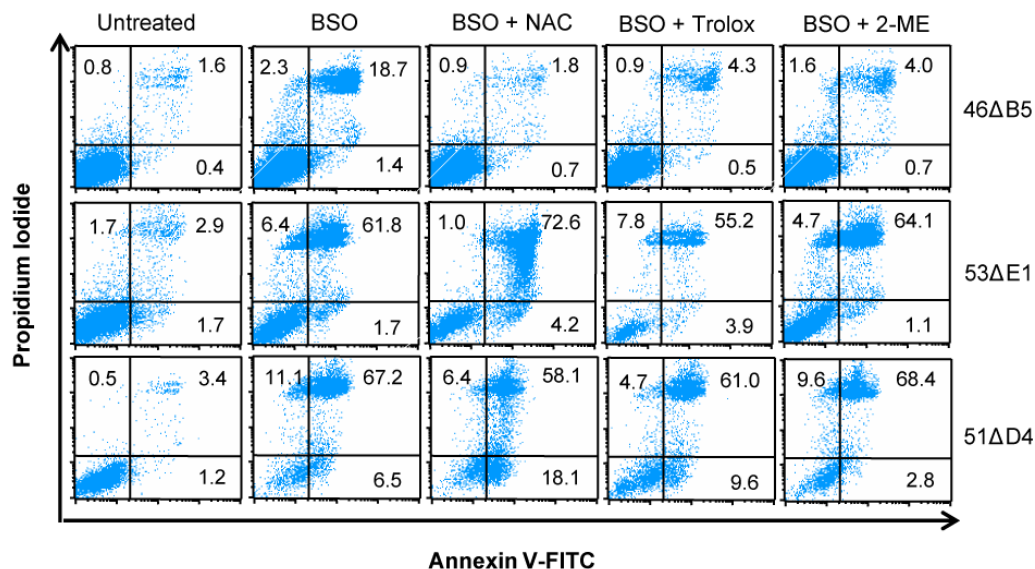 Untreated BSO BSO + NAC BSO + Trolox BSO + 2-ME
0.8 1.6 2.3 18.7 0.9 1.8 0.9 4.3 1.6 4.0
46ΔB5
0.4 1.4 0.7 0.5 0.7
1.7 2.9 6.4 61.8 1.0 72.6 7.8 55.2 4.7 64.1
53ΔE1
1.7 1.7 4.2 3.9 1.1
0.5 3.4 11.1 67.2 6.4 58.1 4.7 61.0 9.6 68.4
51ΔD4
1.2 6.5 18.1 9.6 2.8
Propidium Iodide
Annexin V-FITC